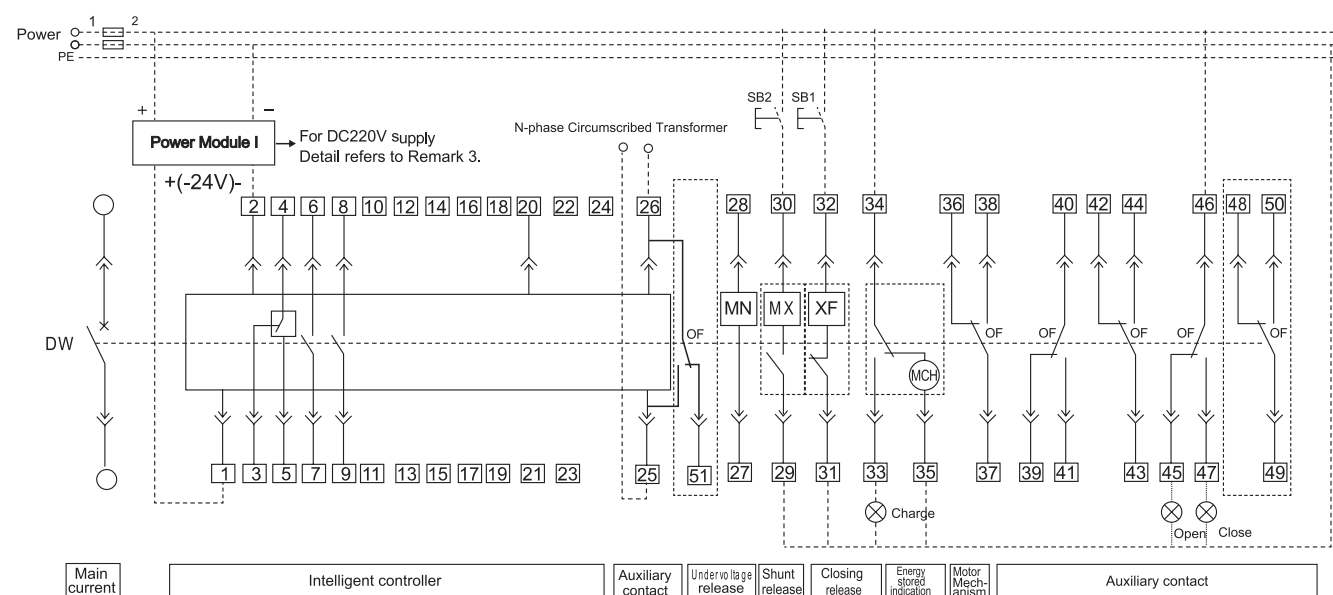 1 2
Power
PE
SB2 SB1
+ −
N-phase Circumscribed Transformer
Power Module I
For DC220V supply
Detail refers to Remark 3.
+(-24V)-
2 4 6 8 10 12 14 16 18 20 22 24 26 28 30 32 34 36 38 40 42 44 46 48 50
MN MX XF
DW
OF OF OF OF OF OF
MCH
1 3 5 7 9 11 13 15 17 19 21 23 25 51 27 29 31 33 35 37 39 41 43 45 47 49
Charge
Open Close
Main
current
Intelligent controller
Auxiliary
contact
Undervoltage
release
Shunt
release
Closing
release
Energy
stored
indication
Motor
Mech-
anism
Auxiliary contact